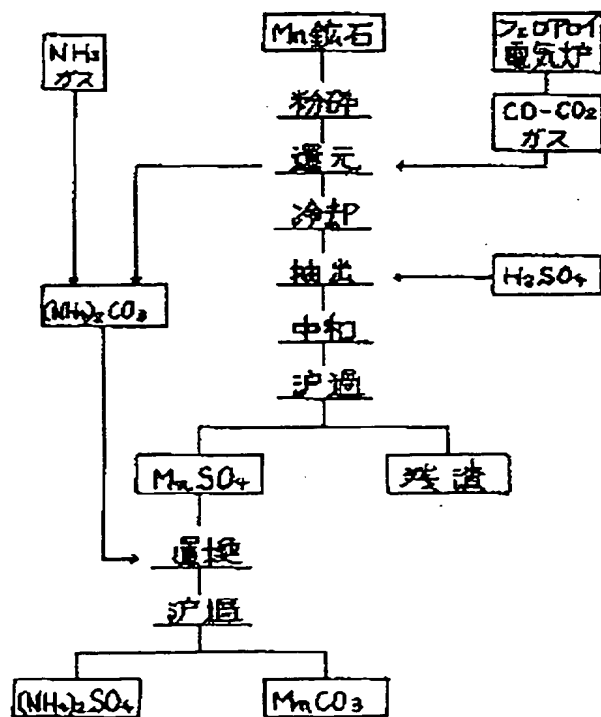 NH3
ガス
Mn鉱石
フェロアロイ
電気炉
粉砕
CO-CO2
ガス
還元
冷却
抽出
H2SO4
(NH4)2CO3
中和
沪過
MnSO4
残渣
置換
沪過
(NH4)2SO4
MnCO3